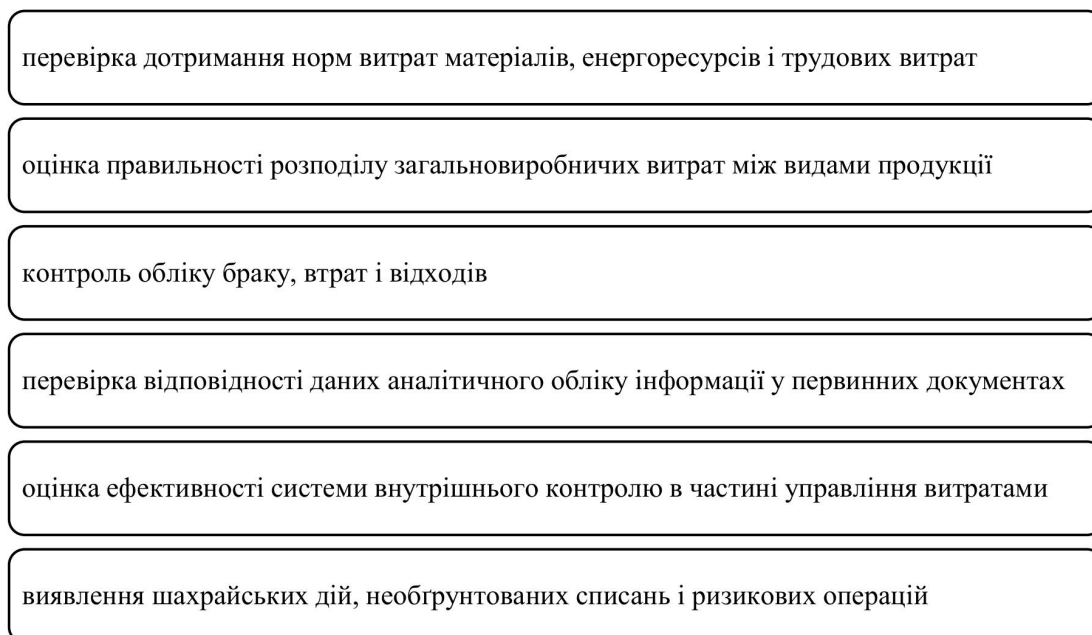 перевірка дотримання норм витрат матеріалів, енергоресурсів і трудових витрат
оцінка правильності розподілу загальновиробничих витрат між видами продукції
контроль обліку браку, втрат і відходів
перевірка відповідності даних аналітичного обліку інформації у первинних документах
оцінка ефективності системи внутрішнього контролю в частині управління витратами
виявлення шахрайських дій, необґрунтованих списань і ризикових операцій